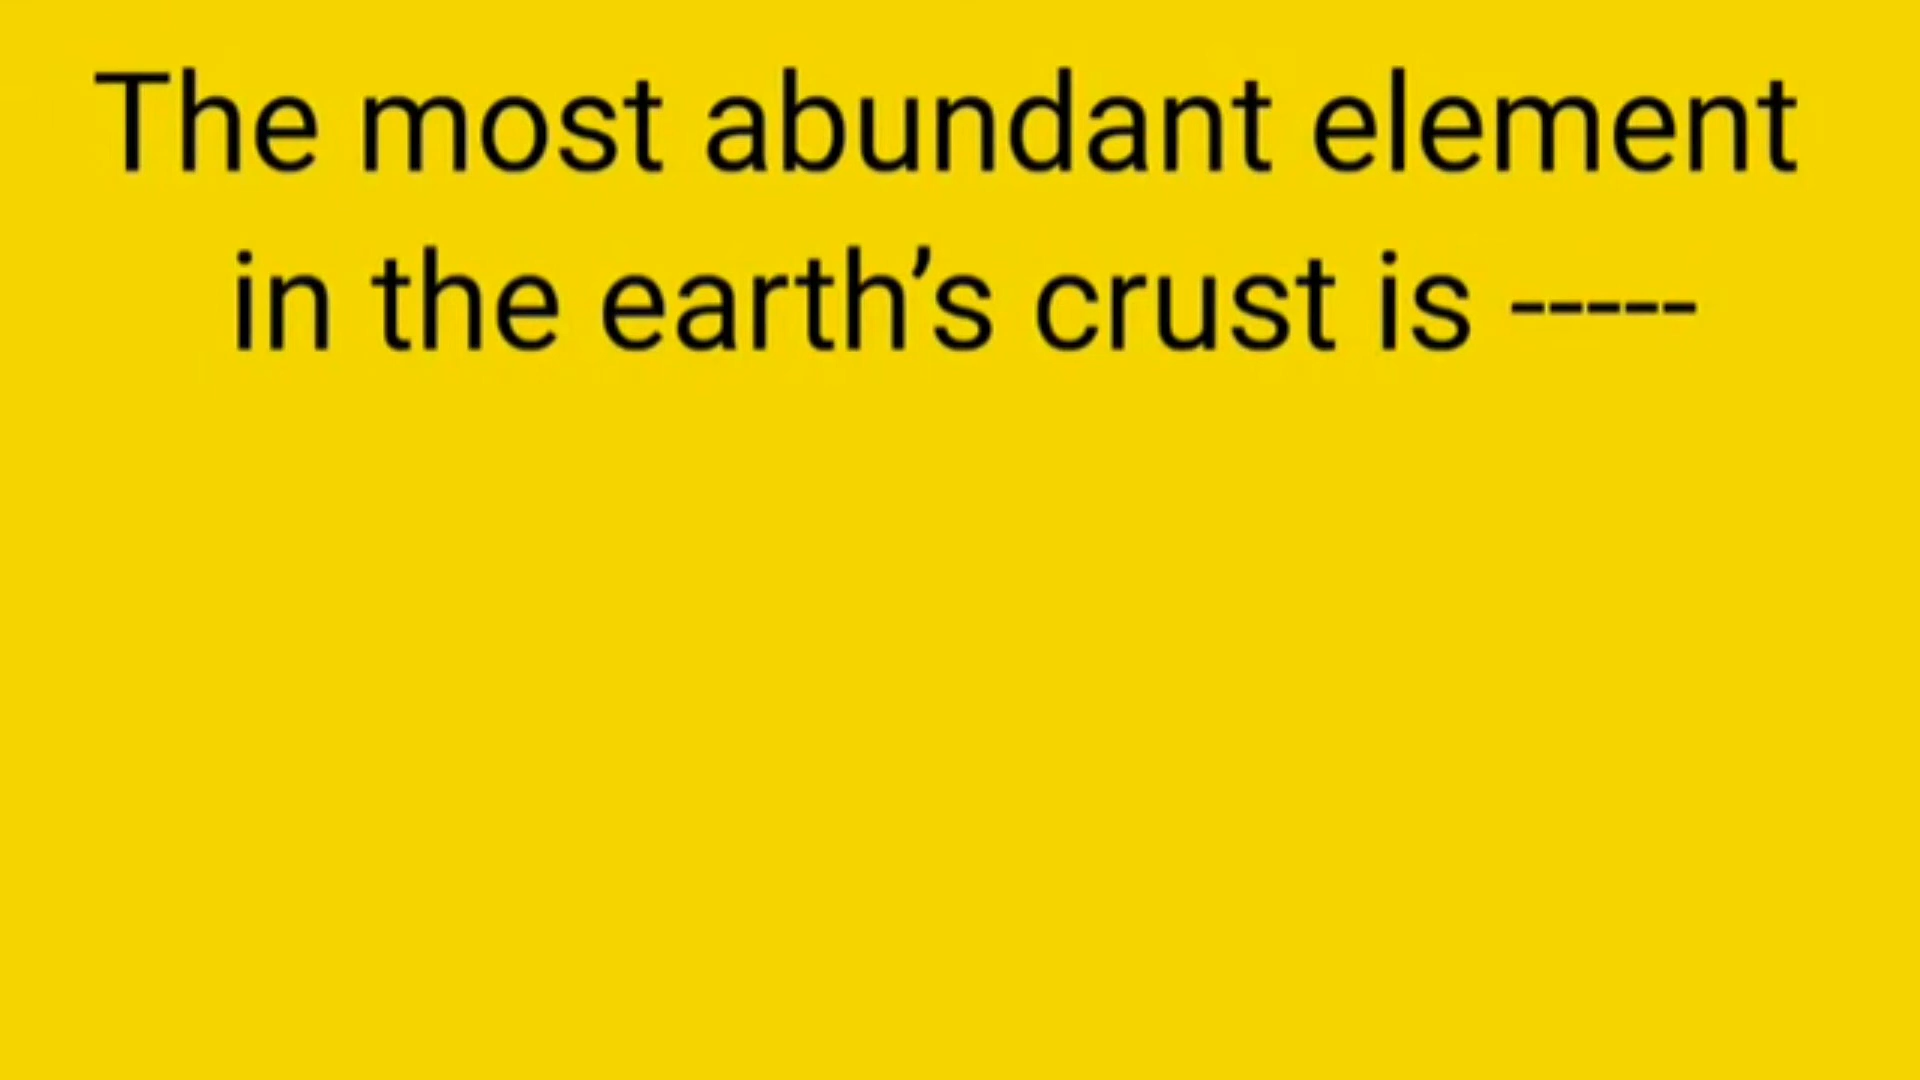 The most abundant element
in the earth’s crust is -----